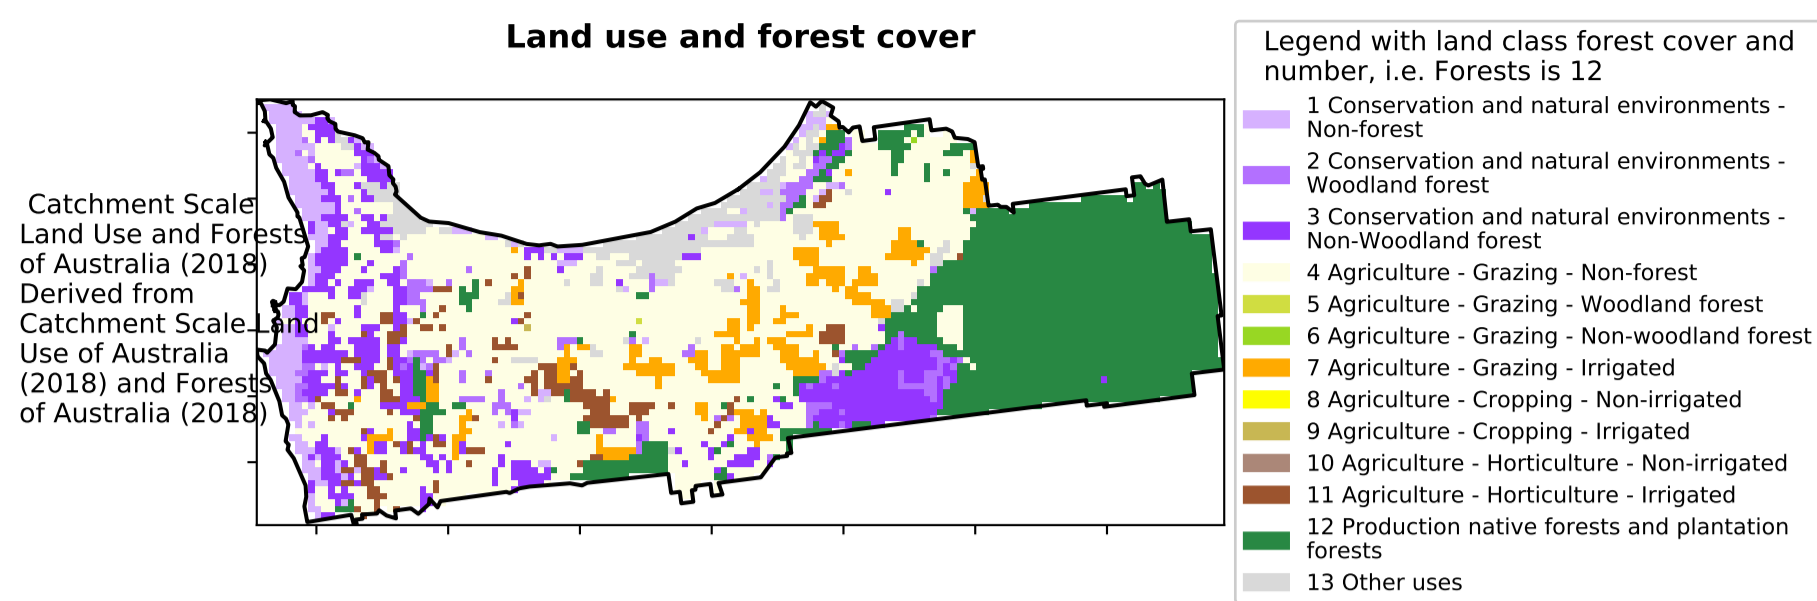 Land use and forest cover
Catchment Scale
Land Use and Forests
of Australia (2018)
Derived from
Catchment Scale Land
Use of Australia
(2018) and Forests
of Australia (2018)
Legend with land class forest cover and
number, i.e. Forests is 12
1 Conservation and natural environments -
Non-forest
2 Conservation and natural environments -
Woodland forest
3 Conservation and natural environments -
Non-Woodland forest
4 Agriculture - Grazing - Non-forest
5 Agriculture - Grazing - Woodland forest
6 Agriculture - Grazing - Non-woodland forest
7 Agriculture - Grazing - Irrigated
8 Agriculture - Cropping - Non-irrigated
9 Agriculture - Cropping - Irrigated
10 Agriculture - Horticulture - Non-irrigated
11 Agriculture - Horticulture - Irrigated
12 Production native forests and plantation
forests
13 Other uses